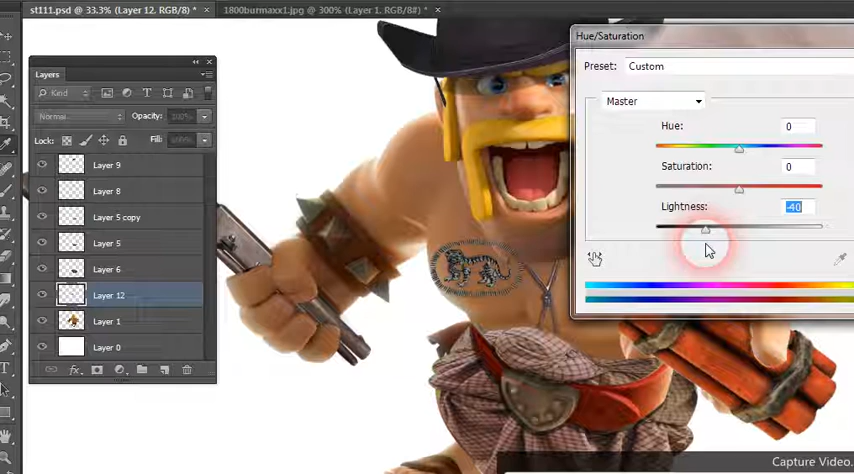 st111.psd @ 33.3% (Layer 12, RGB/8) * ×
1800burmaxx1.jpg @ 300% (Layer 1, RGB/8#) * ×
Layers
Kind
Normal
Opacity: 100%
Lock:
Fill: 100%
Layer 9
Layer 8
Layer 5 copy
Layer 5
Layer 6
Layer 12
Layer 1
Layer 0
fx
Hue/Saturation
Preset: Custom
Master
Hue: 0
Saturation: 0
Lightness: -40
Capture Video.